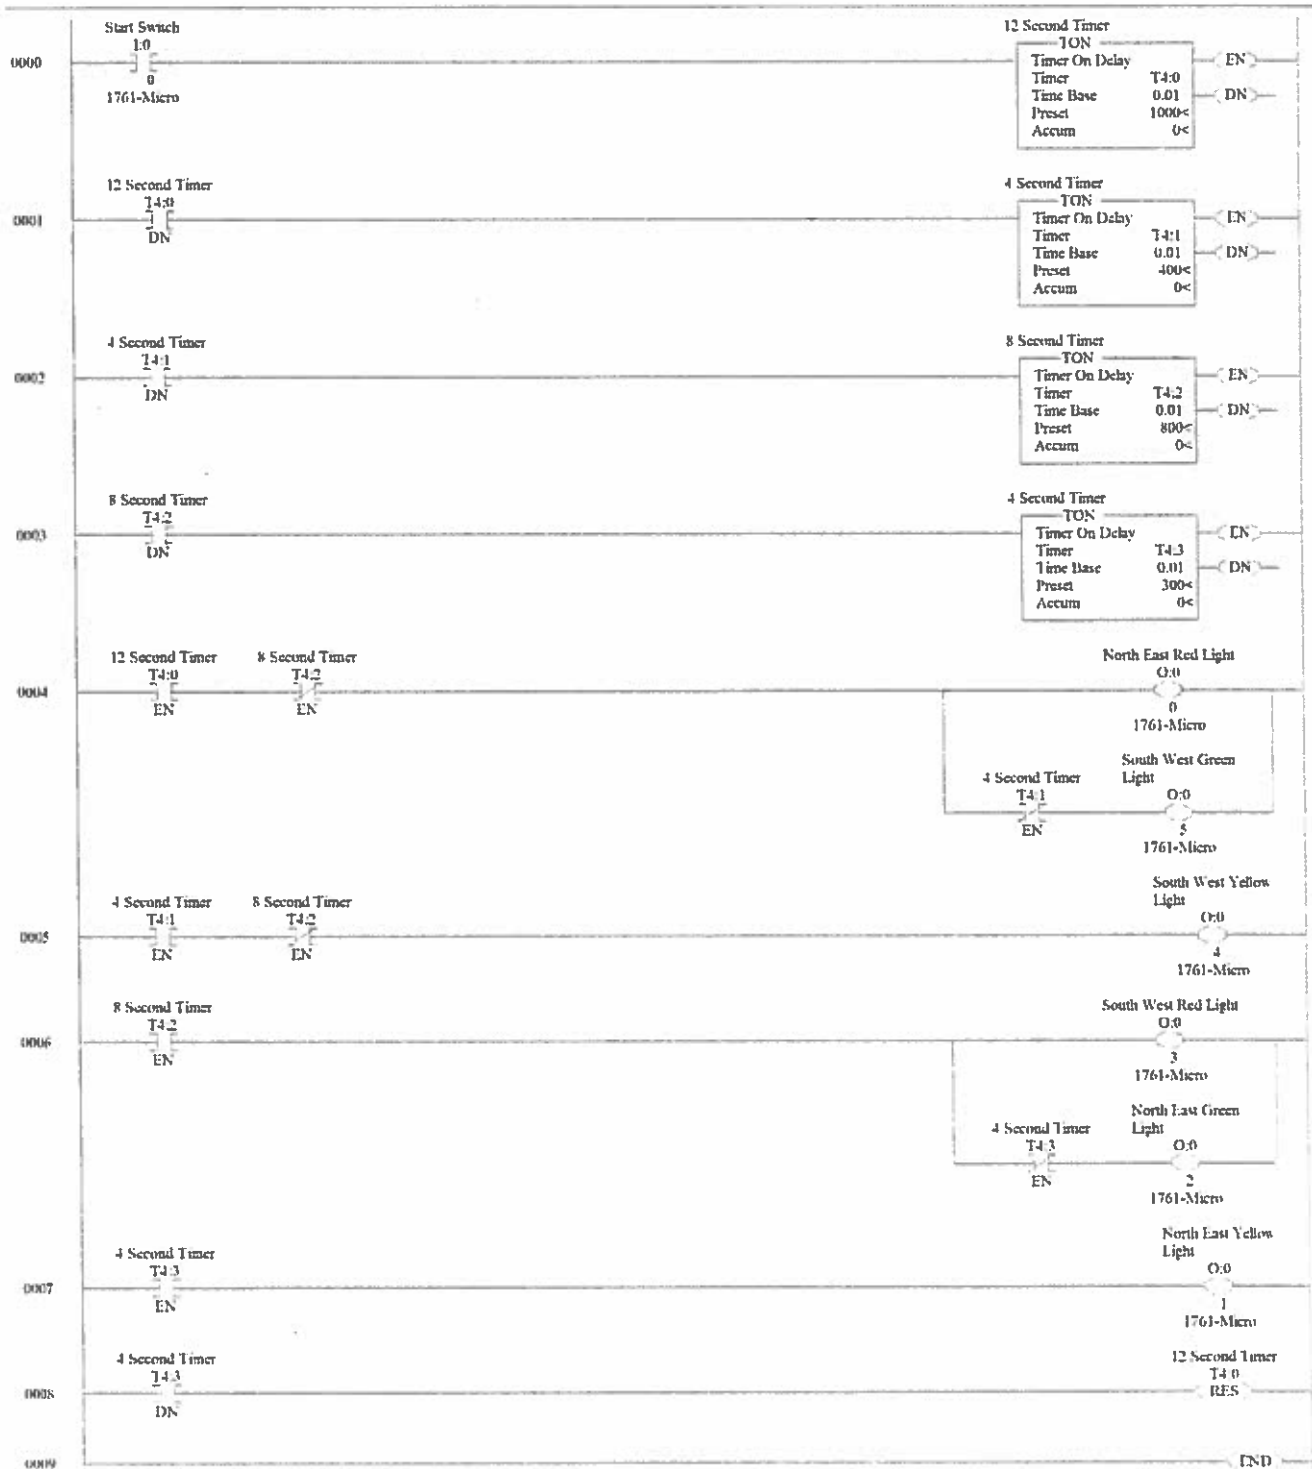 Start Switch
I:0
0000
0
1761-Micro
12 Second Timer
TON
Timer On Delay
Timer T4:0
Time Base 0.01
Preset 1000<
Accum 0<
EN
DN
12 Second Timer
T4:0
0001
DN
4 Second Timer
TON
Timer On Delay
Timer T4:1
Time Base 0.01
Preset 400<
Accum 0<
EN
DN
4 Second Timer
T4:1
0002
DN
8 Second Timer
TON
Timer On Delay
Timer T4:2
Time Base 0.01
Preset 800<
Accum 0<
EN
DN
8 Second Timer
T4:2
0003
DN
4 Second Timer
TON
Timer On Delay
Timer T4:3
Time Base 0.01
Preset 300<
Accum 0<
EN
DN
12 Second Timer 8 Second Timer
T4:0 T4:2
0004
EN EN
North East Red Light
O:0
0
1761-Micro
4 Second Timer
T4:1
EN
South West Green
Light
O:0
5
1761-Micro
4 Second Timer 8 Second Timer
T4:1 T4:2
0005
EN EN
South West Yellow
Light
O:0
4
1761-Micro
8 Second Timer
T4:2
0006
EN
South West Red Light
O:0
3
1761-Micro
4 Second Timer
T4:3
EN
North East Green
Light
O:0
2
1761-Micro
4 Second Timer
T4:3
0007
EN
North East Yellow
Light
O:0
1
1761-Micro
4 Second Timer
T4:3
0008
DN
12 Second Timer
T4:0
RES
0009
END